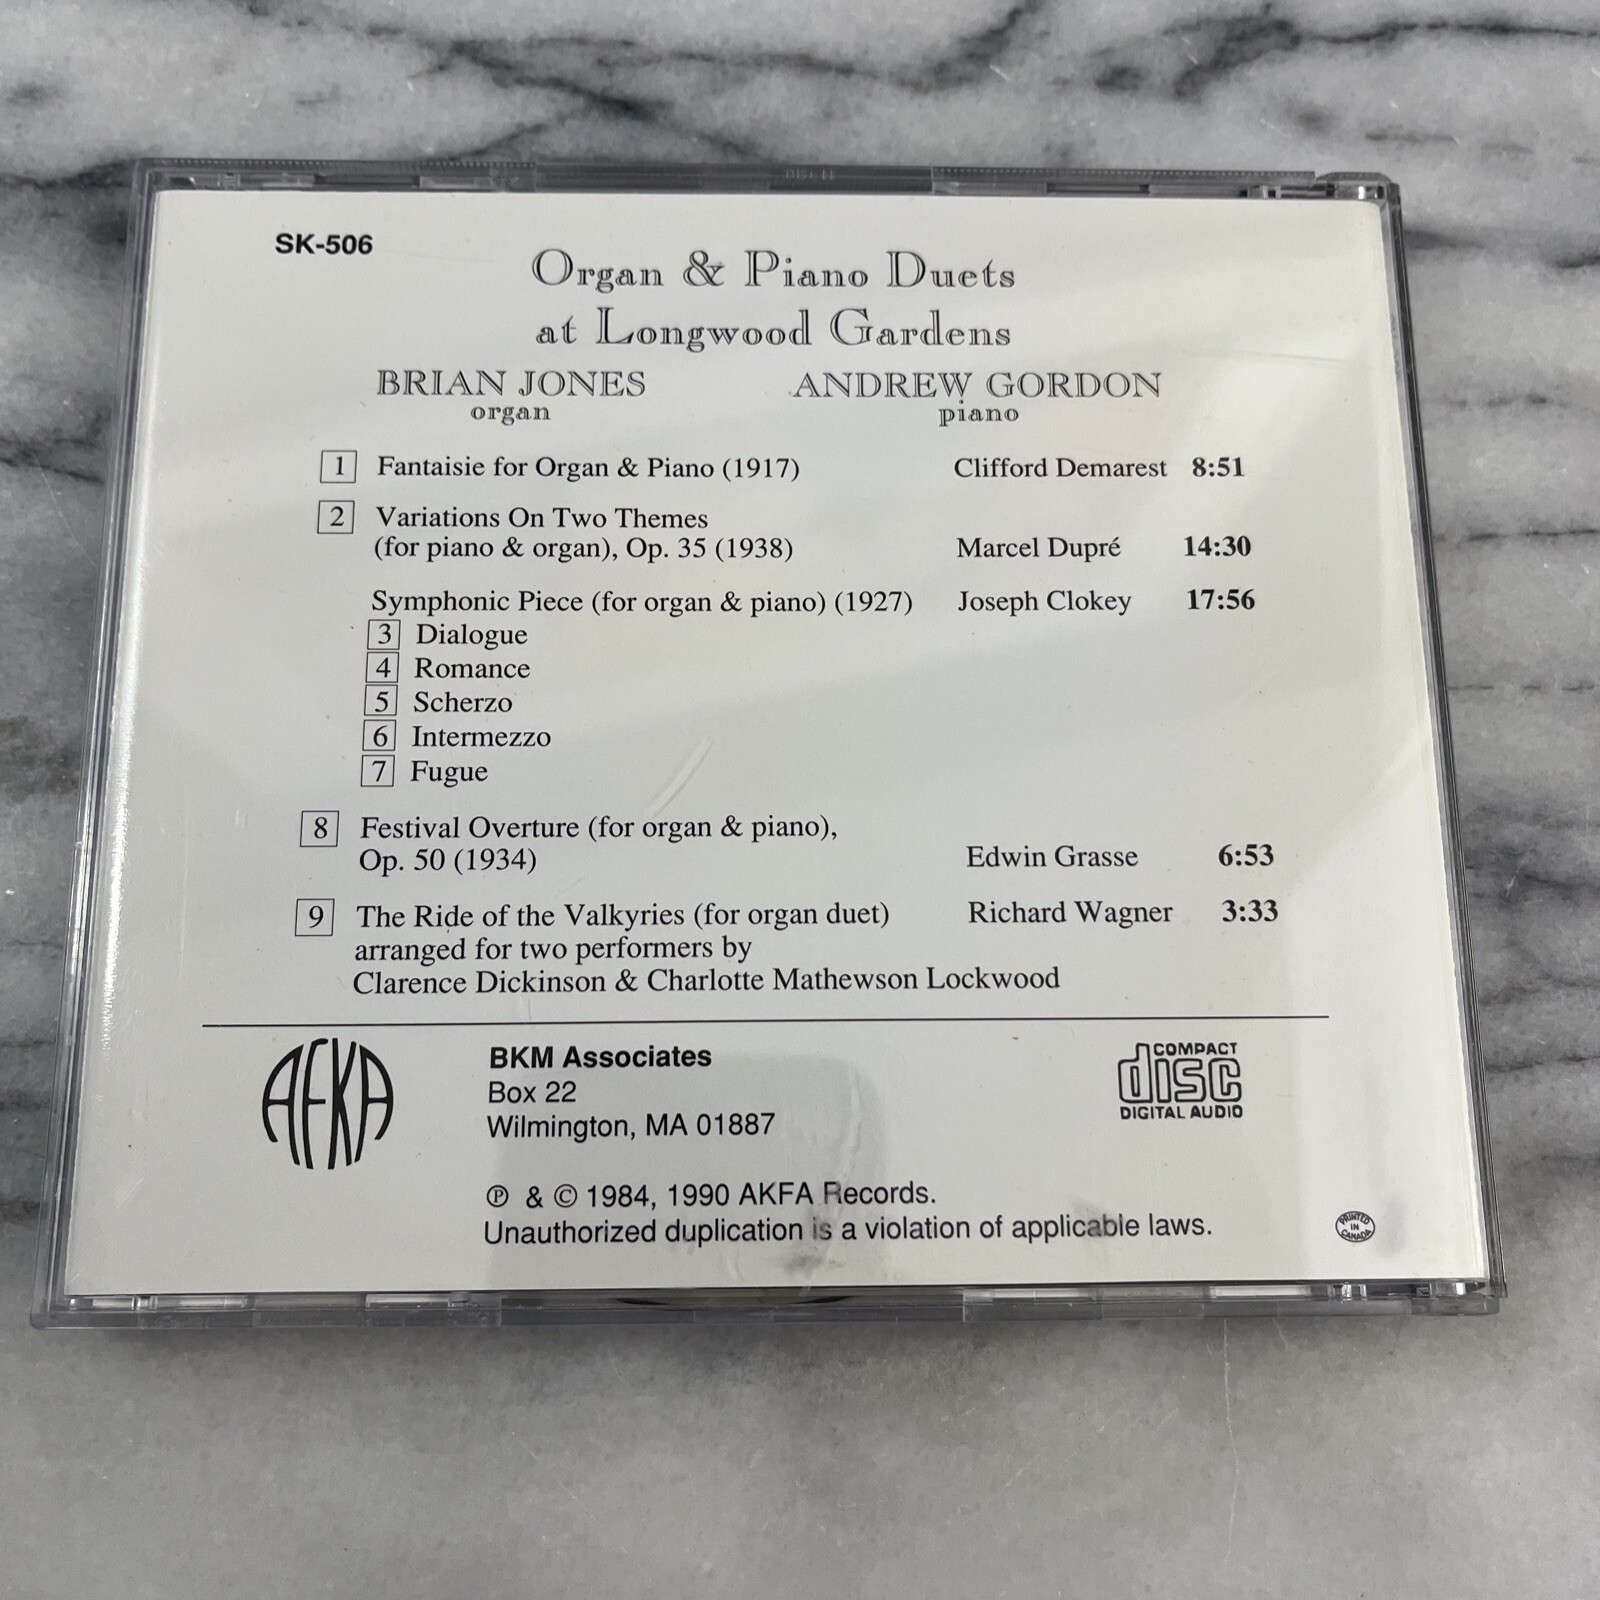 SK-506
Organ & Piano Duets
at Longwood Gardens
BRIAN JONES ANDREW GORDON
organ piano
1 Fantaisie for Organ & Piano (1917) Clifford Demarest 8:51
2 Variations On Two Themes
(for piano & organ), Op. 35 (1938) Marcel Dupré 14:30
Symphonic Piece (for organ & piano) (1927) Joseph Clokey 17:56
3 Dialogue
4 Romance
5 Scherzo
6 Intermezzo
7 Fugue
8 Festival Overture (for organ & piano),
Op. 50 (1934) Edwin Grasse 6:53
9 The Ride of the Valkyries (for organ duet) Richard Wagner 3:33
arranged for two performers by
Clarence Dickinson & Charlotte Mathewson Lockwood
AFKA
BKM Associates
Box 22
Wilmington, MA 01887
COMPACT
disc
DIGITAL AUDIO
℗ & © 1984, 1990 AKFA Records.
Unauthorized duplication is a violation of applicable laws.
PRINTED
IN
CANADA